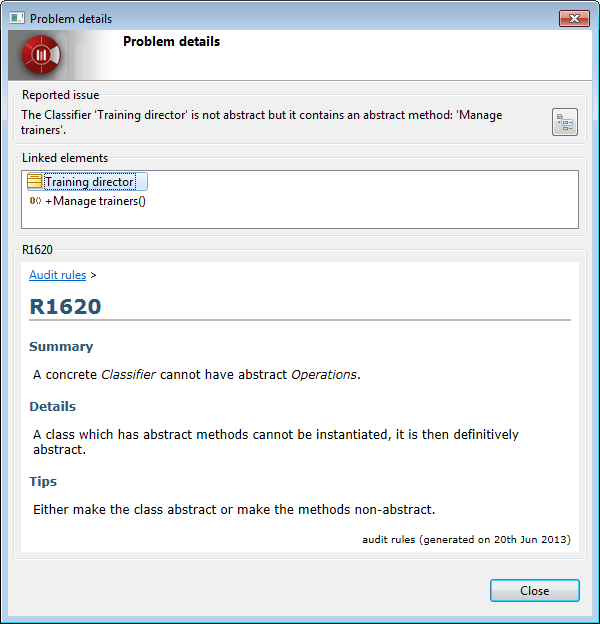 Problem details
Problem details
Reported issue
The Classifier 'Training director' is not abstract but it contains an abstract method: 'Manage
trainers'.
Linked elements
Training director
+Manage trainers()
R1620
Audit rules >
R1620
Summary
A concrete Classifier cannot have abstract Operations.
Details
A class which has abstract methods cannot be instantiated, it is then definitively
abstract.
Tips
Either make the class abstract or make the methods non-abstract.
audit rules (generated on 20th Jun 2013)
Close